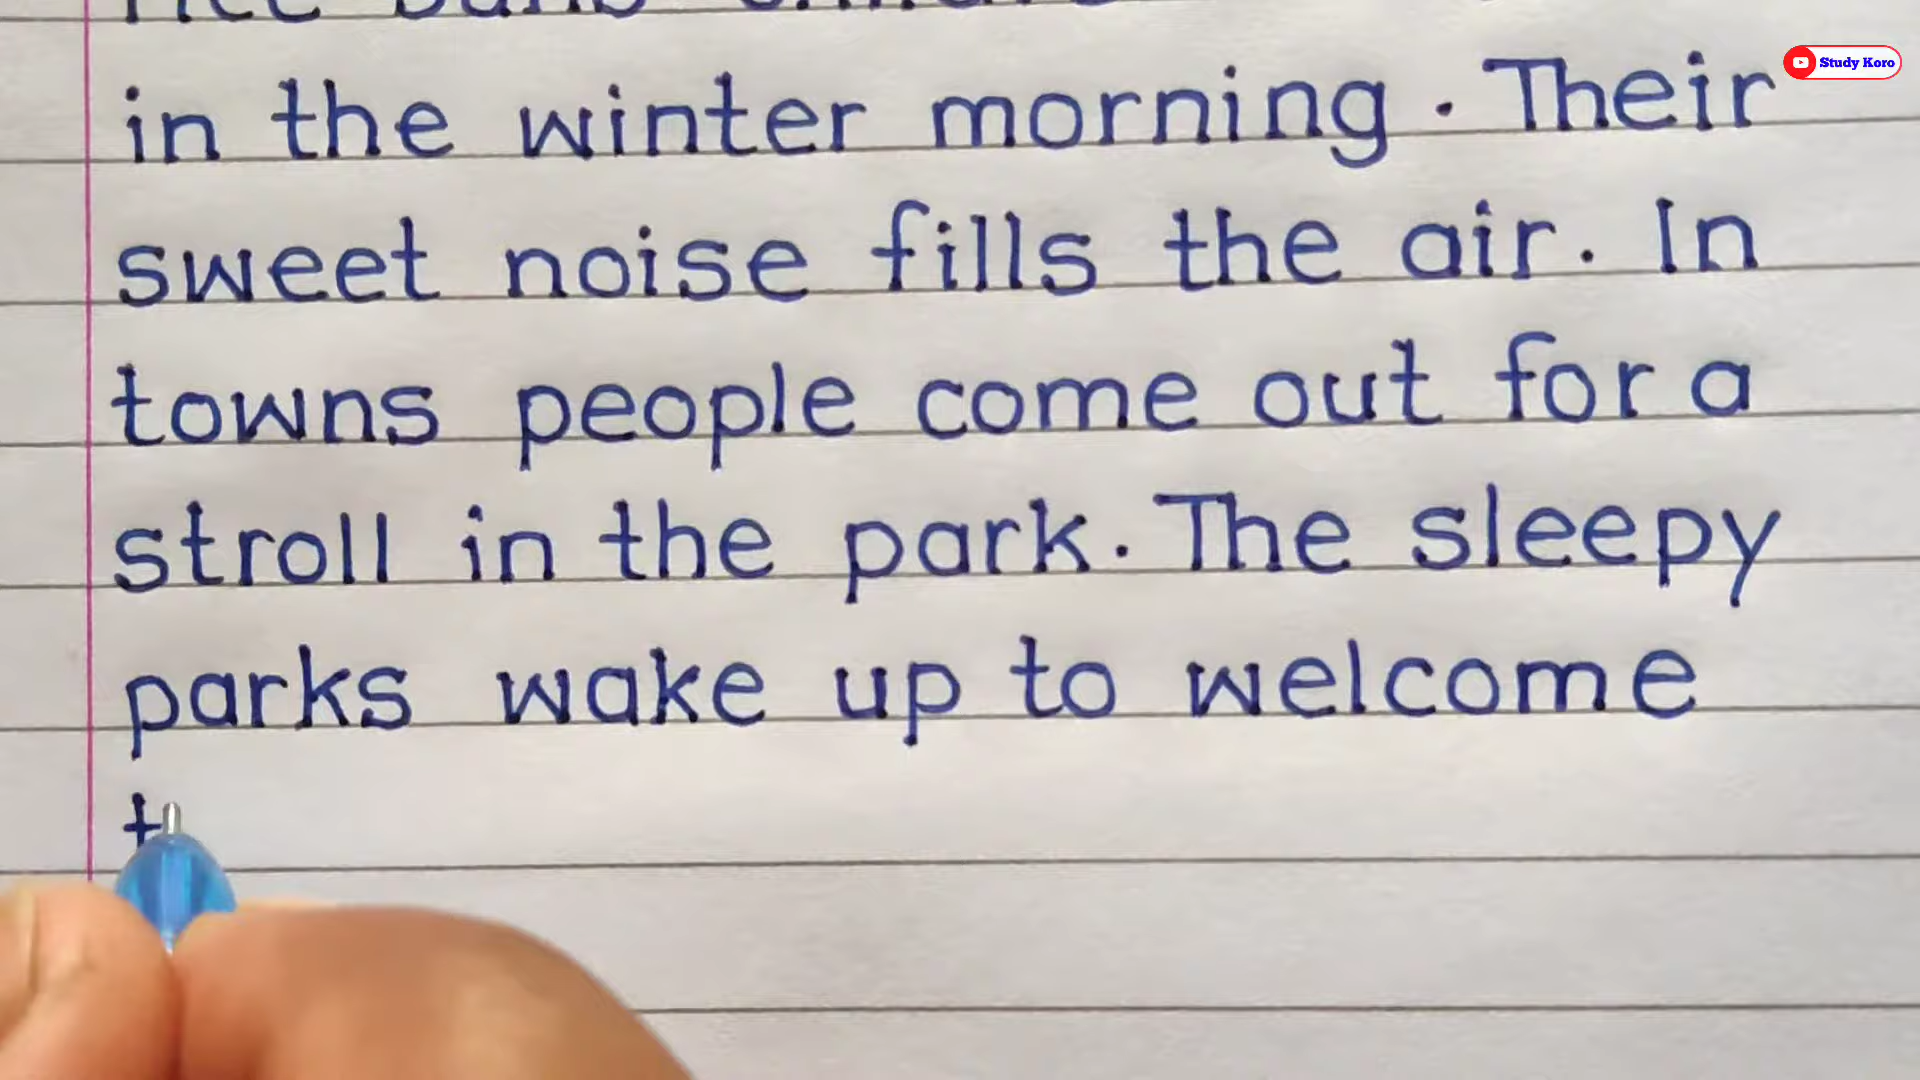 in the winter morning. Their
sweet noise fills the air. In
towns people come out for a
stroll in the park. The sleepy
parks wake up to welcome
t
Study Koro